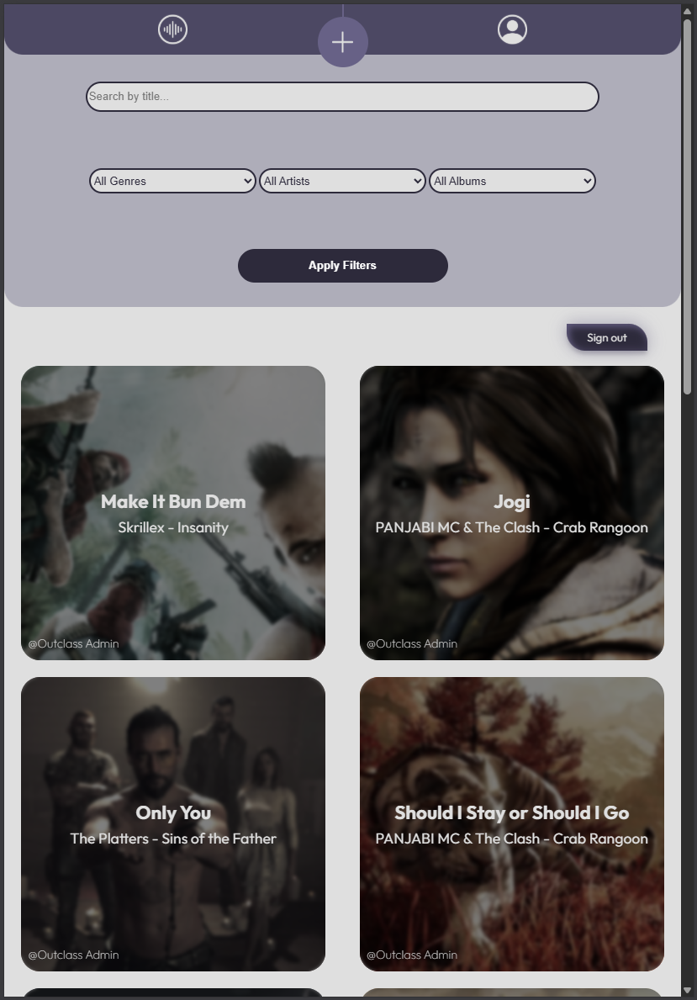 Search by title...
All Genres
All Artists
All Albums
Apply Filters
Sign out
Make It Bun Dem
Skrillex - Insanity
@Outclass Admin
Jogi
PANJABI MC & The Clash - Crab Rangoon
@Outclass Admin
Only You
The Platters - Sins of the Father
@Outclass Admin
Should I Stay or Should I Go
PANJABI MC & The Clash - Crab Rangoon
@Outclass Admin